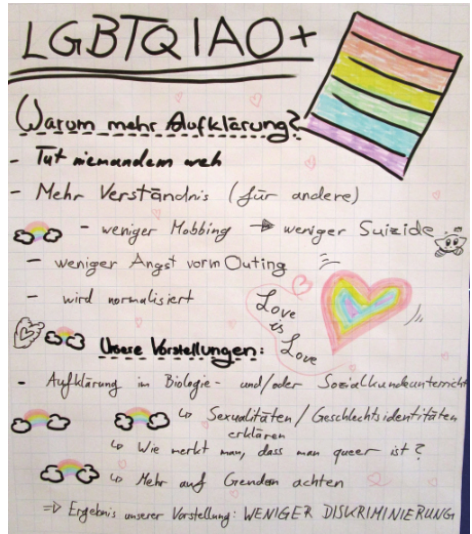 LGBTQIAO+
Warum mehr Aufklärung?
- Tut niemandem weh
- Mehr Verständnis (für andere)
- weniger Mobbing → weniger Suizide
- weniger Angst vorm Outing
- wird normalisiert
Love
is
Love
Unsere Vorstellungen:
- Aufklärung im Biologie- und/oder Sozialkundeunterricht
↳ Sexualitäten / Geschlechtsidentitäten
erklären
↳ Wie merkt man, dass man queer ist?
↳ Mehr auf Gendern achten
⇒ Ergebnis unserer Vorstellung: WENIGER DISKRIMINIERUNG